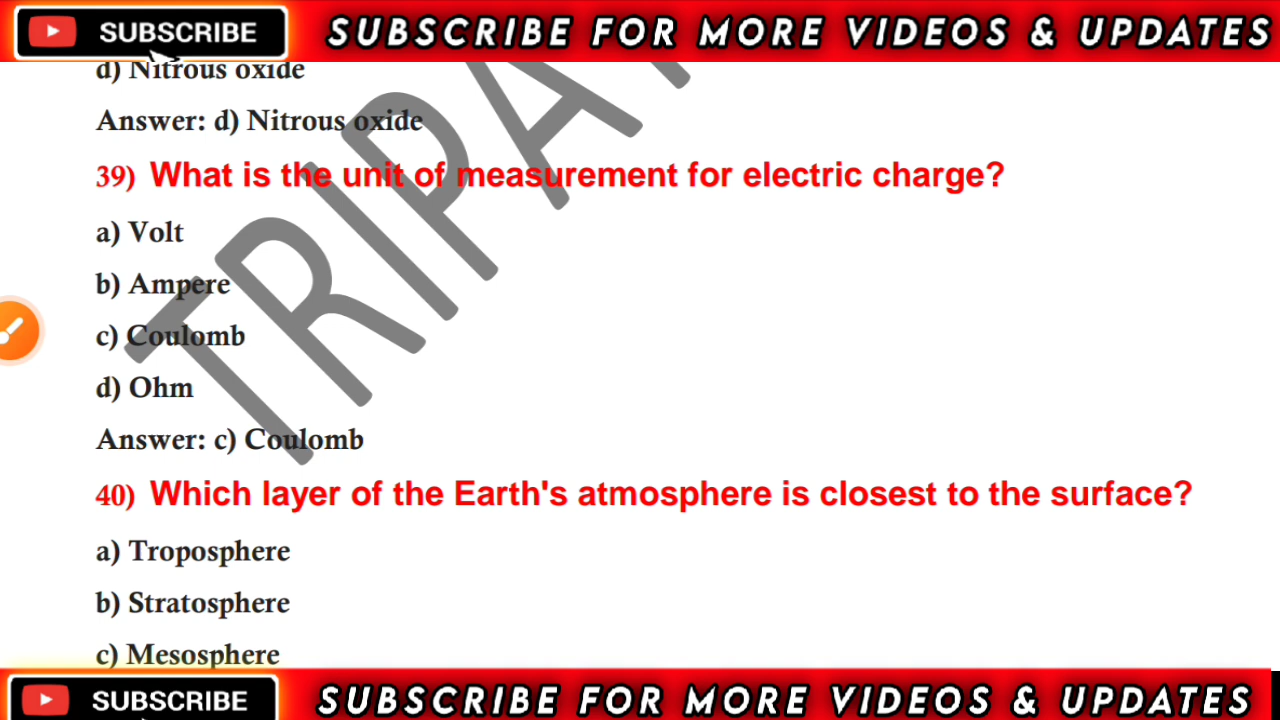 SUBSCRIBE SUBSCRIBE FOR MORE VIDEOS & UPDATES
d) Nitrous oxide
Answer: d) Nitrous oxide
39) What is the unit of measurement for electric charge?
a) Volt
b) Ampere
c) Coulomb
d) Ohm
Answer: c) Coulomb
40) Which layer of the Earth's atmosphere is closest to the surface?
a) Troposphere
b) Stratosphere
c) Mesosphere
SUBSCRIBE SUBSCRIBE FOR MORE VIDEOS & UPDATES